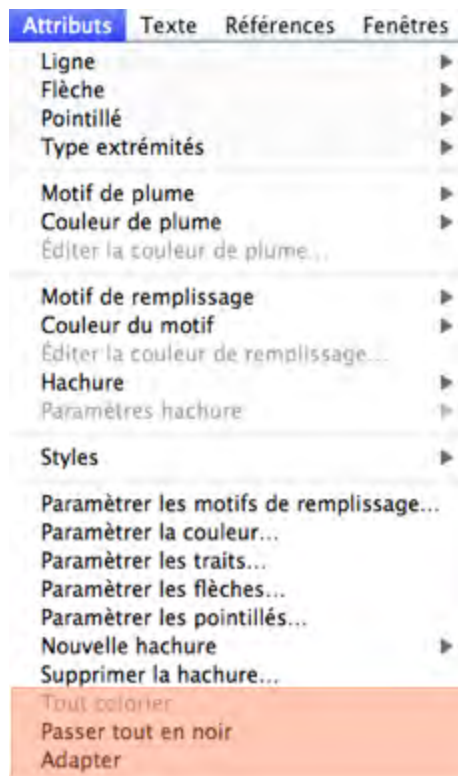 Attributs Texte Références Fenêtres
Ligne
Flèche
Pointillé
Type extrémités
Motif de plume
Couleur de plume
Éditer la couleur de plume...
Motif de remplissage
Couleur du motif
Éditer la couleur de remplissage...
Hachure
Paramètres hachure
Styles
Paramètrer les motifs de remplissage...
Paramètrer la couleur...
Paramètrer les traits...
Paramètrer les flèches...
Paramètrer les pointillés...
Nouvelle hachure
Supprimer la hachure...
Tout colorier
Passer tout en noir
Adapter